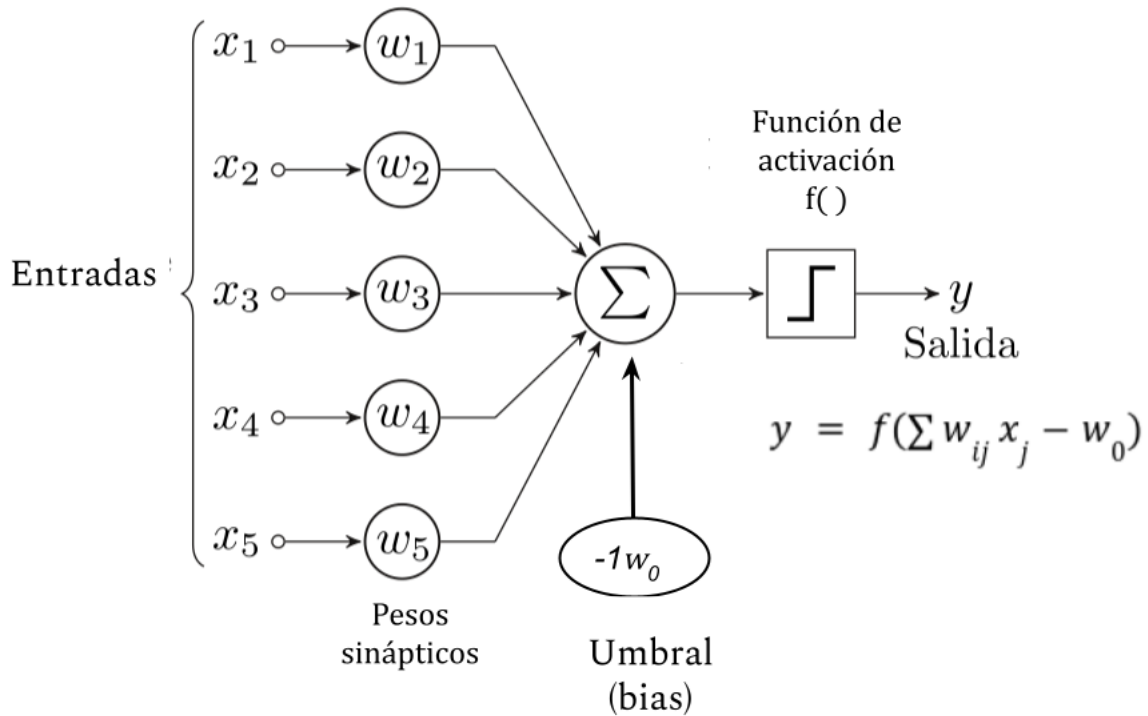 Entradas
x₁
w₁
x₂
w₂
x₃
w₃
x₄
w₄
x₅
w₅
Pesos
sinápticos
∑
-1w₀
Umbral
(bias)
Función de
activación
f( )
y
Salida
y = f(∑ wᵢⱼ xⱼ − w₀)